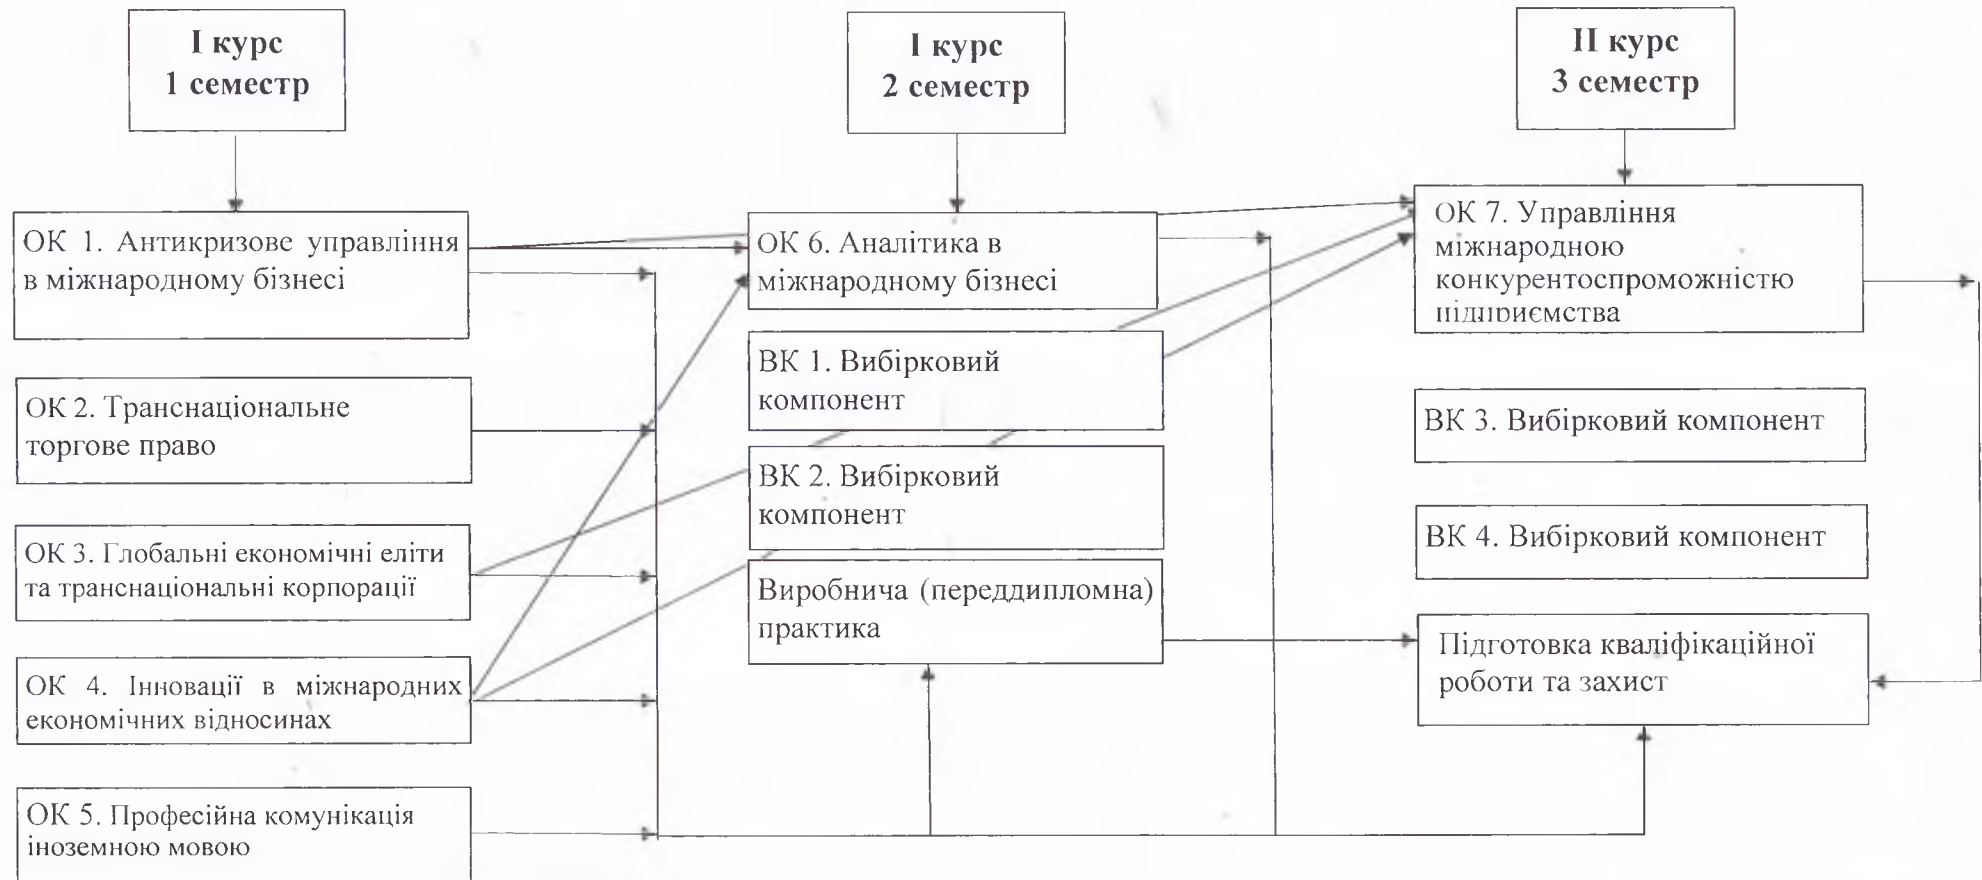 І курс
1 семестр
І курс
2 семестр
ІІ курс
3 семестр
ОК 1. Антикризове управління
в міжнародному бізнесі
ОК 2. Транснаціональне
торгове право
ОК 3. Глобальні економічні еліти
та транснаціональні корпорації
ОК 4. Інновації в міжнародних
економічних відносинах
ОК 5. Професійна комунікація
іноземною мовою
ОК 6. Аналітика в
міжнародному бізнесі
ВК 1. Вибірковий
компонент
ВК 2. Вибірковий
компонент
Виробнича (переддипломна)
практика
ОК 7. Управління
міжнародною
конкурентоспроможністю
підприємства
ВК 3. Вибірковий компонент
ВК 4. Вибірковий компонент
Підготовка кваліфікаційної
роботи та захист